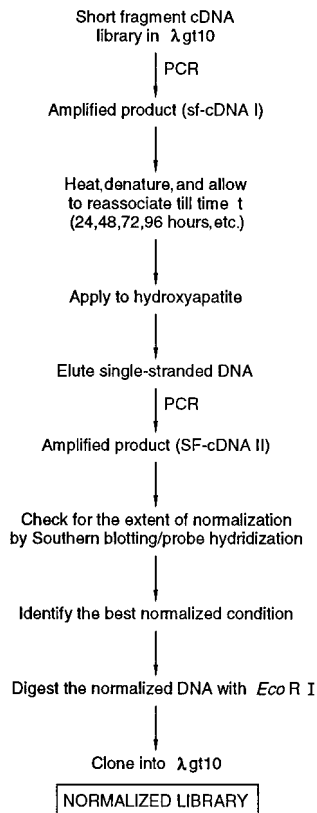 Short fragment cDNA
library in λgt10
PCR
Amplified product (sf-cDNA I)
Heat, denature, and allow
to reassociate till time t
(24,48,72,96 hours, etc.)
Apply to hydroxyapatite
Elute single-stranded DNA
PCR
Amplified product (SF-cDNA II)
Check for the extent of normalization
by Southern blotting/probe hydridization
Identify the best normalized condition
Digest the normalized DNA with Eco R I
Clone into λgt10
NORMALIZED LIBRARY